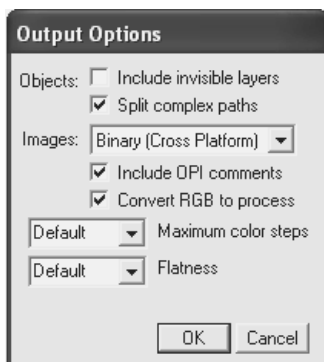 Output Options
Objects: Include invisible layers
Split complex paths
Images: Binary (Cross Platform)
Include OPI comments
Convert RGB to process
Default Maximum color steps
Default Flatness
OK Cancel